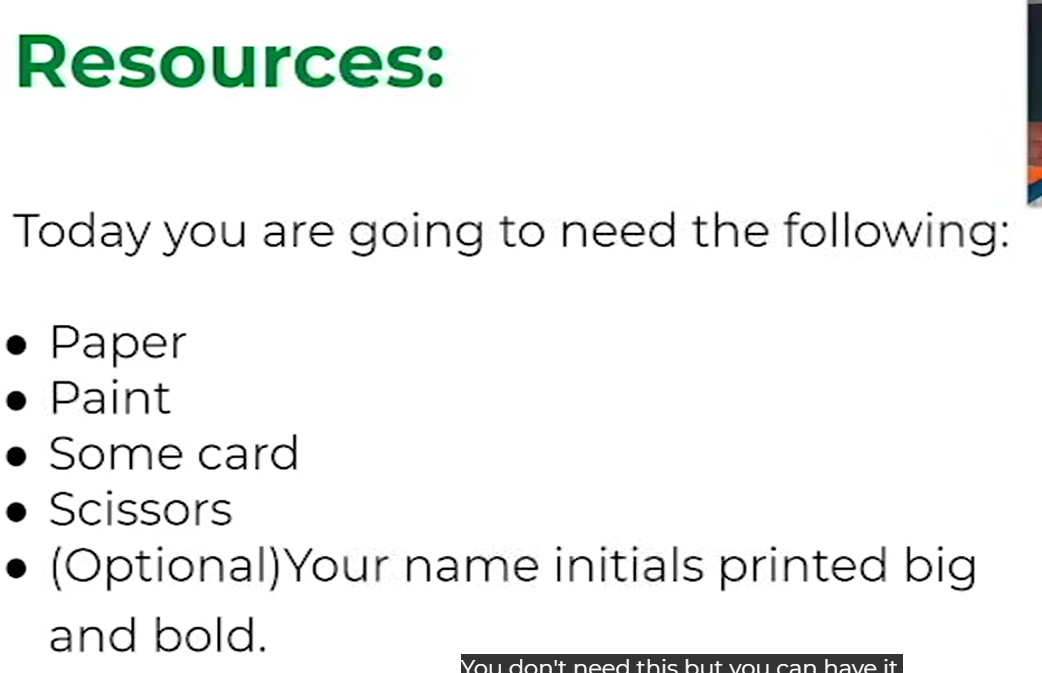 Resources:
Today you are going to need the following:
● Paper
● Paint
● Some card
● Scissors
● (Optional)Your name initials printed big
and bold.
You don't need this but you can have it